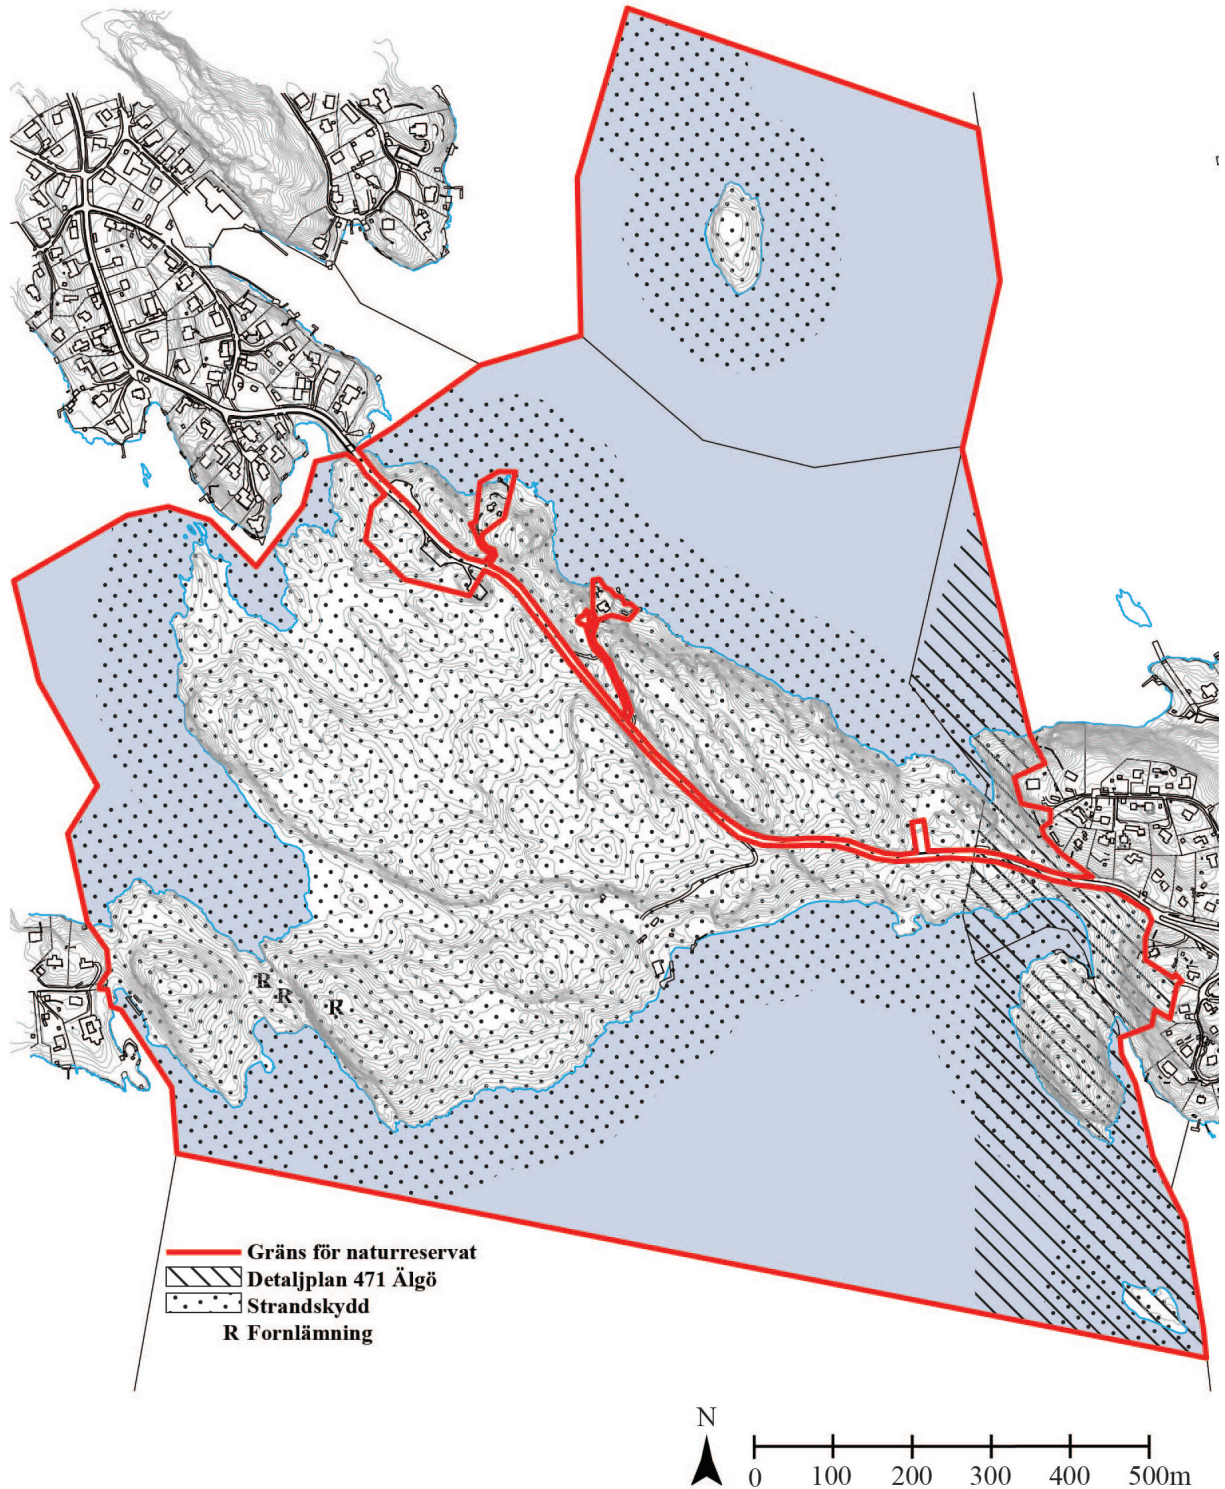 R
R
R
Gräns för naturreservat
Detaljplan 471 Älgö
Strandskydd
R Fornlämning
N
0 100 200 300 400 500m